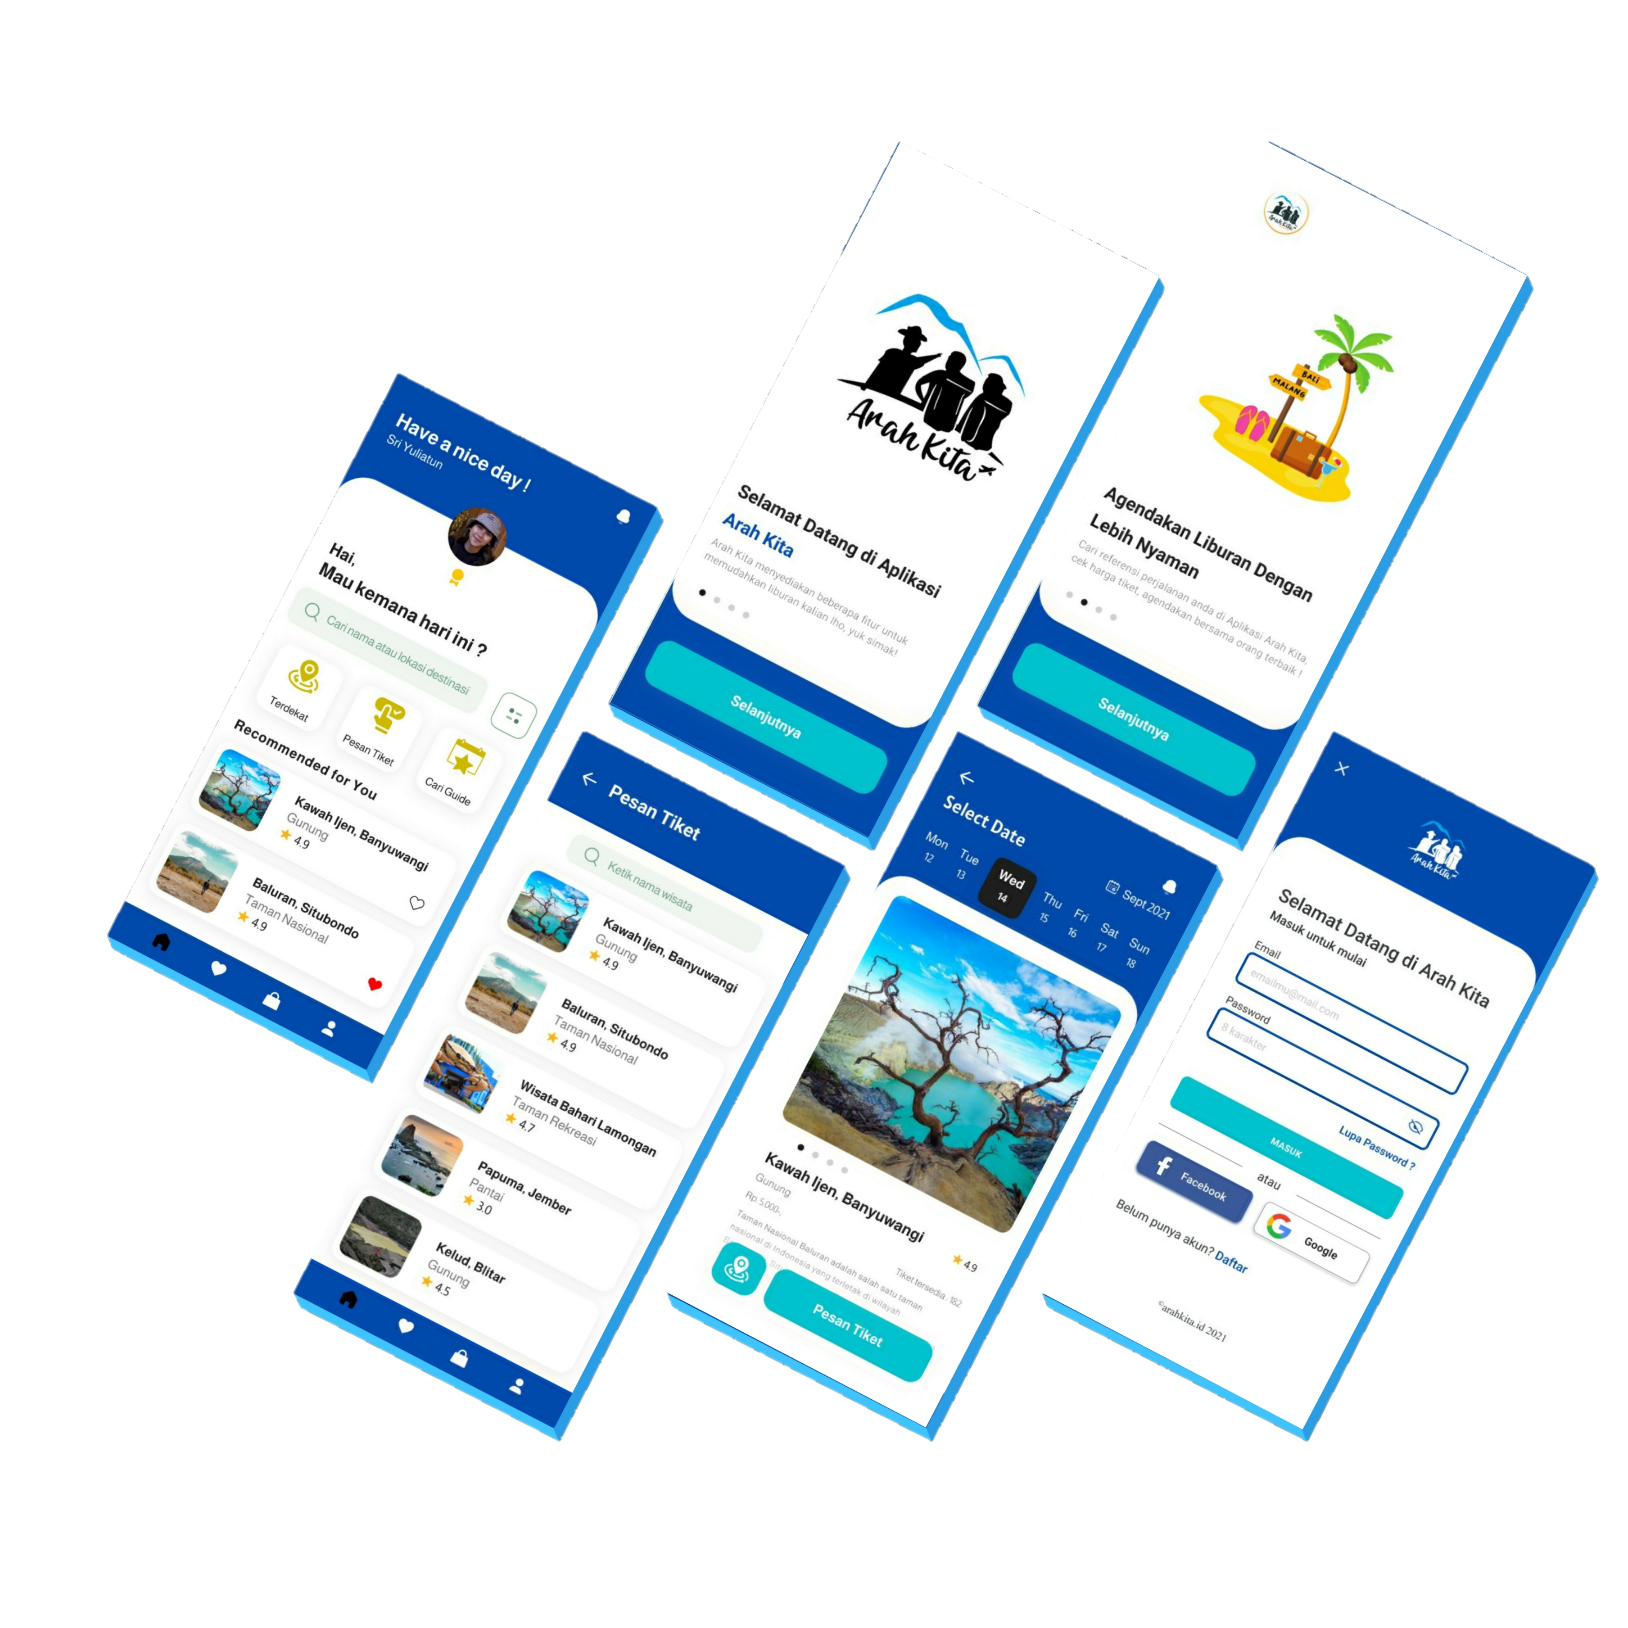 Have a nice day !
Sri Yuliatun
Hai,
Mau kemana hari ini ?
Cari nama atau lokasi destinasi
Terdekat
Pesan Tiket
Cari Guide
Recommended for You
Kawah Ijen, Banyuwangi
Gunung
4.9
Baluran, Situbondo
Taman Nasional
4.9
Arah Kita
Selamat Datang di Aplikasi
Arah Kita
Arah Kita menyediakan beberapa fitur untuk
memudahkan liburan kalian lho, yuk simak!
Selanjutnya
Arah Kita
BALI
MALANG
Agendakan Liburan Dengan
Lebih Nyaman
Cari referensi perjalanan anda di Aplikasi Arah Kita,
cek harga tiket, agendakan bersama orang terbaik !
Selanjutnya
Pesan Tiket
Ketik nama wisata
Kawah Ijen, Banyuwangi
Gunung
4.9
Baluran, Situbondo
Taman Nasional
4.9
Wisata Bahari Lamongan
Taman Rekreasi
4.7
Papuma, Jember
Pantai
3.0
Kelud, Blitar
Gunung
4.5
Select Date
Sept 2021
Mon Tue Wed Thu Fri Sat Sun
12 13 14 15 16 17 18
Kawah Ijen, Banyuwangi
Gunung
4.9
Rp 5.000,-
Tiket tersedia : 182
Taman Nasional Baluran adalah salah satu taman
nasional di Indonesia yang terletak di wilayah
Pesan Tiket
Arah Kita
Selamat Datang di Arah Kita
Masuk untuk mulai
Email
emailmu@mail.com
Password
8 karakter
Lupa Password ?
MASUK
atau
Facebook
Google
Belum punya akun? Daftar
©arahkita.id 2021